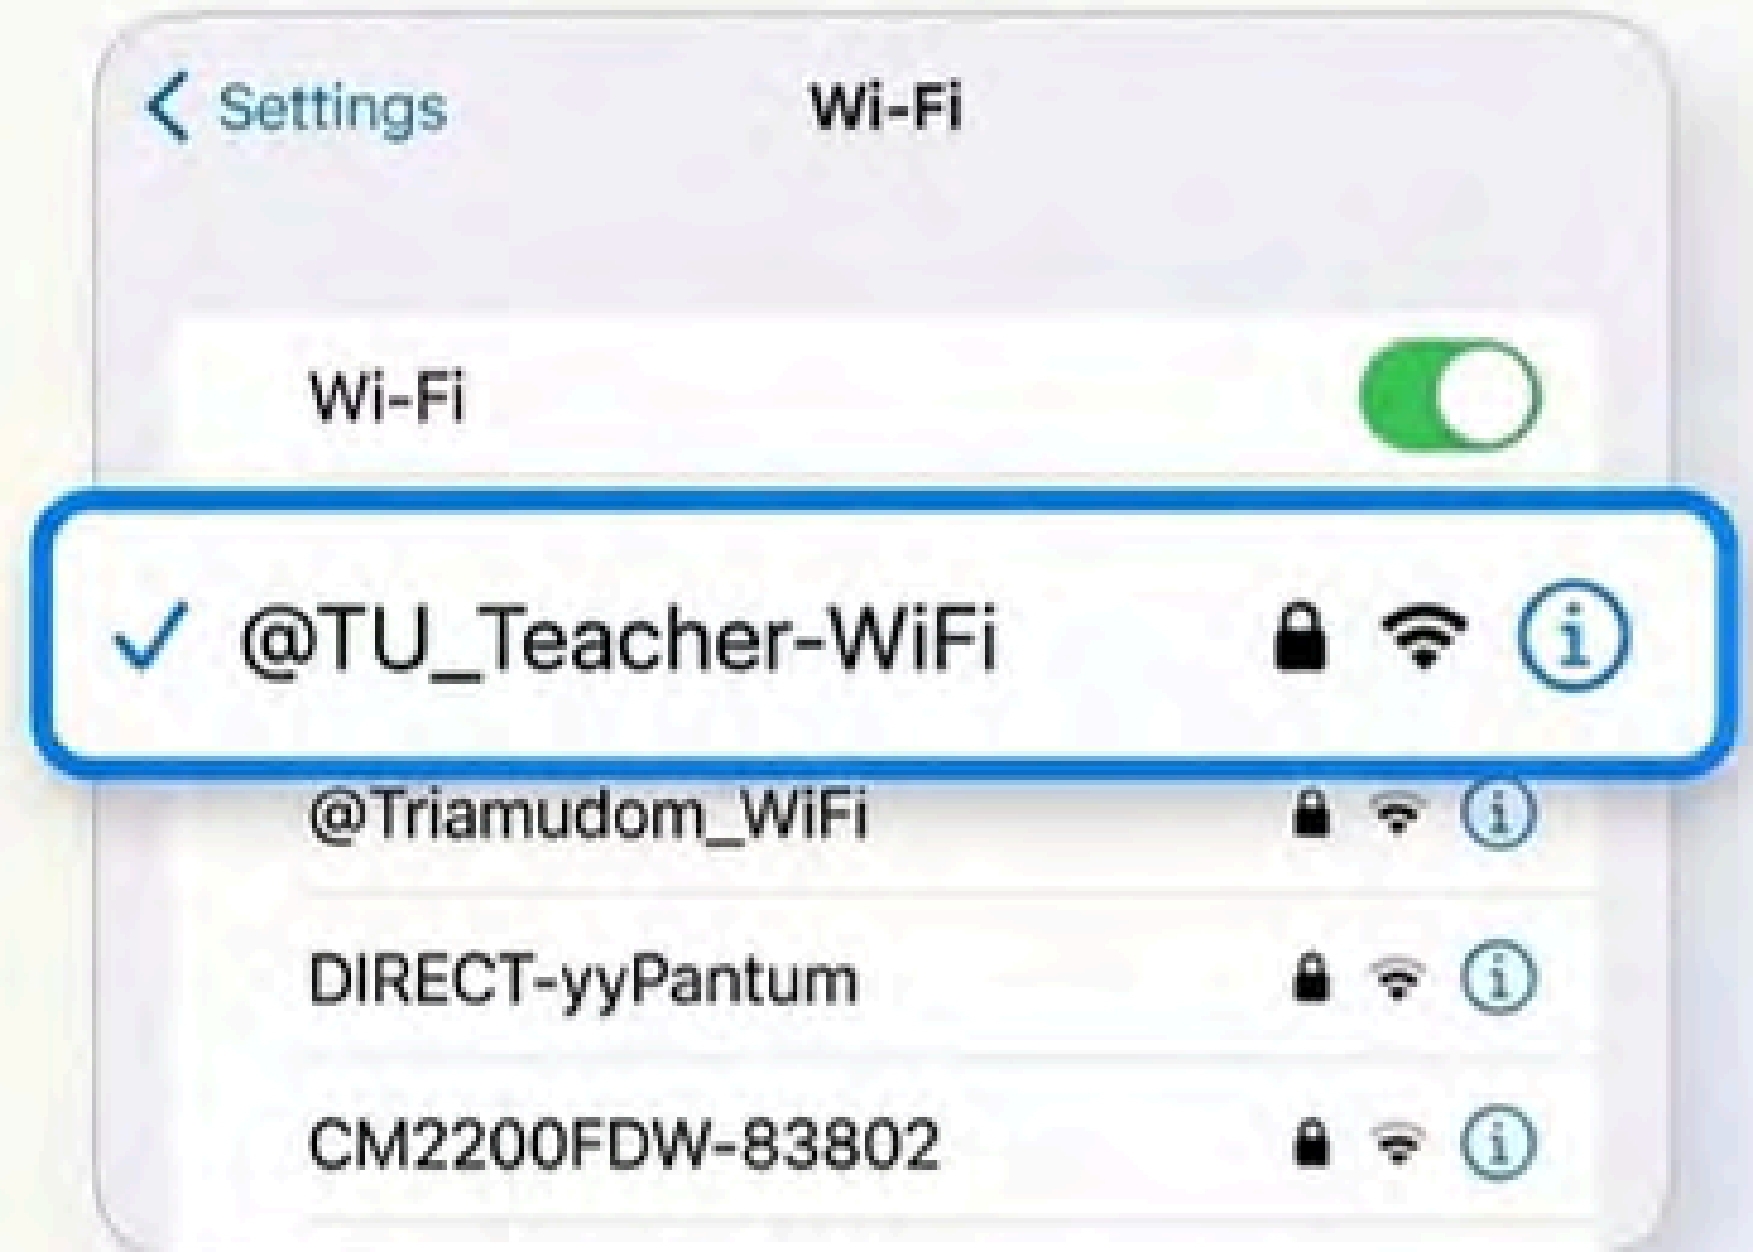 Settings
Wi-Fi
Wi-Fi
@TU_Teacher-WiFi
@Triamudom_WiFi
DIRECT-yyPantum
CM2200FDW-83802